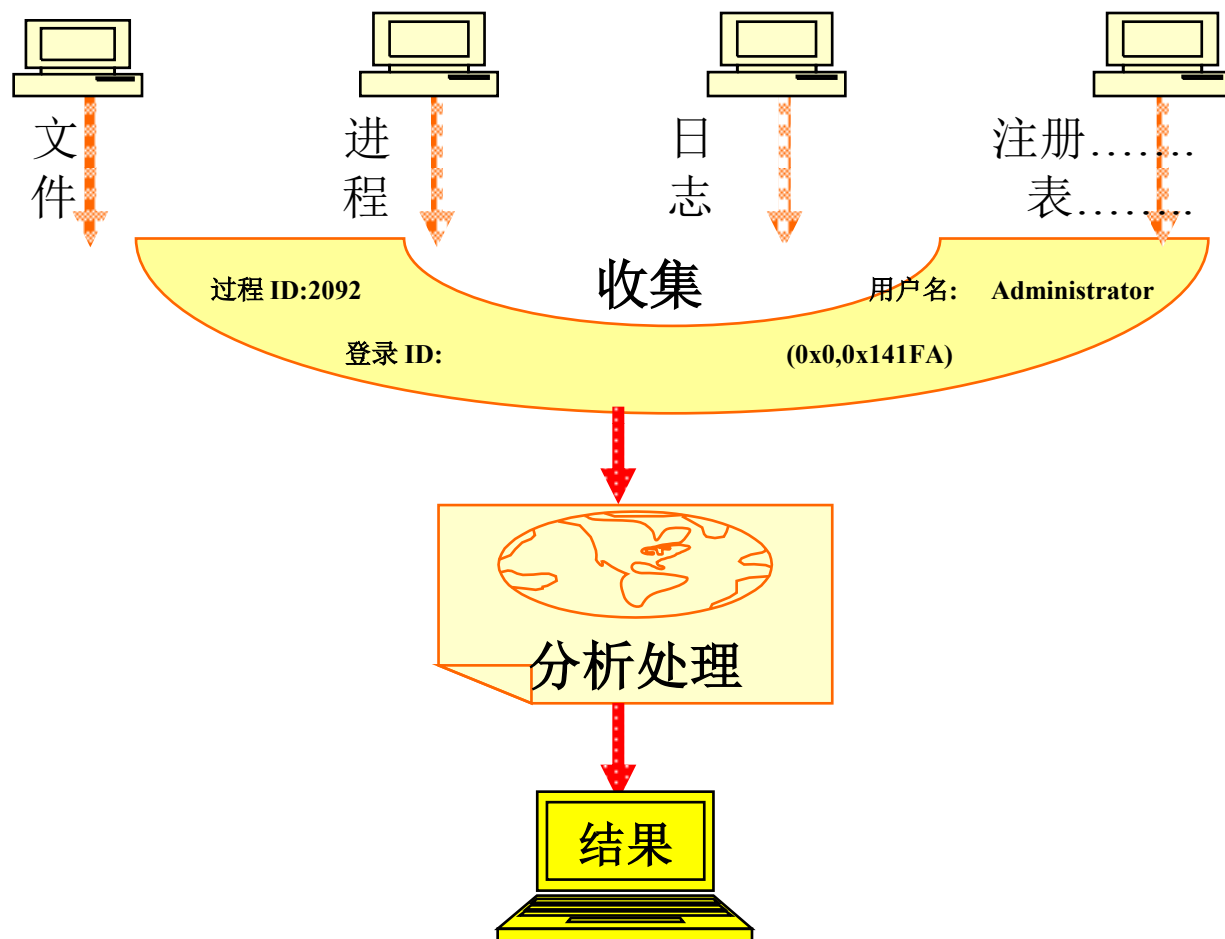 文件
进程
日志
注册.......
表........
收集
过程 ID:2092
用户名: Administrator
登录 ID: (0x0,0x141FA)
分析处理
结果